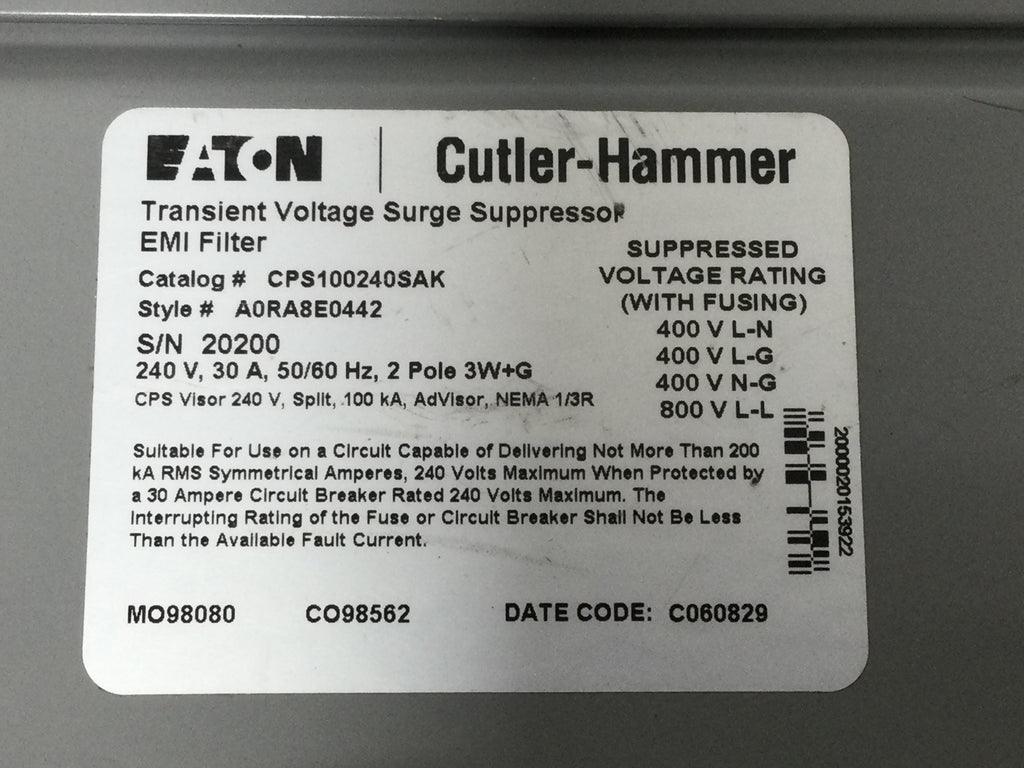 EATON | Cutler-Hammer
Transient Voltage Surge Suppressor
EMI Filter
Catalog # CPS100240SAK
Style # A0RA8E0442
S/N 20200
240 V, 30 A, 50/60 Hz, 2 Pole 3W+G
CPS Visor 240 V, Split, 100 kA, AdVisor, NEMA 1/3R
SUPPRESSED
VOLTAGE RATING
(WITH FUSING)
400 V L-N
400 V L-G
400 V N-G
800 V L-L
Suitable For Use on a Circuit Capable of Delivering Not More Than 200
kA RMS Symmetrical Amperes, 240 Volts Maximum When Protected by
a 30 Ampere Circuit Breaker Rated 240 Volts Maximum. The
Interrupting Rating of the Fuse or Circuit Breaker Shall Not Be Less
Than the Available Fault Current.
2000020153922
MO98080 CO98562 DATE CODE: C060829